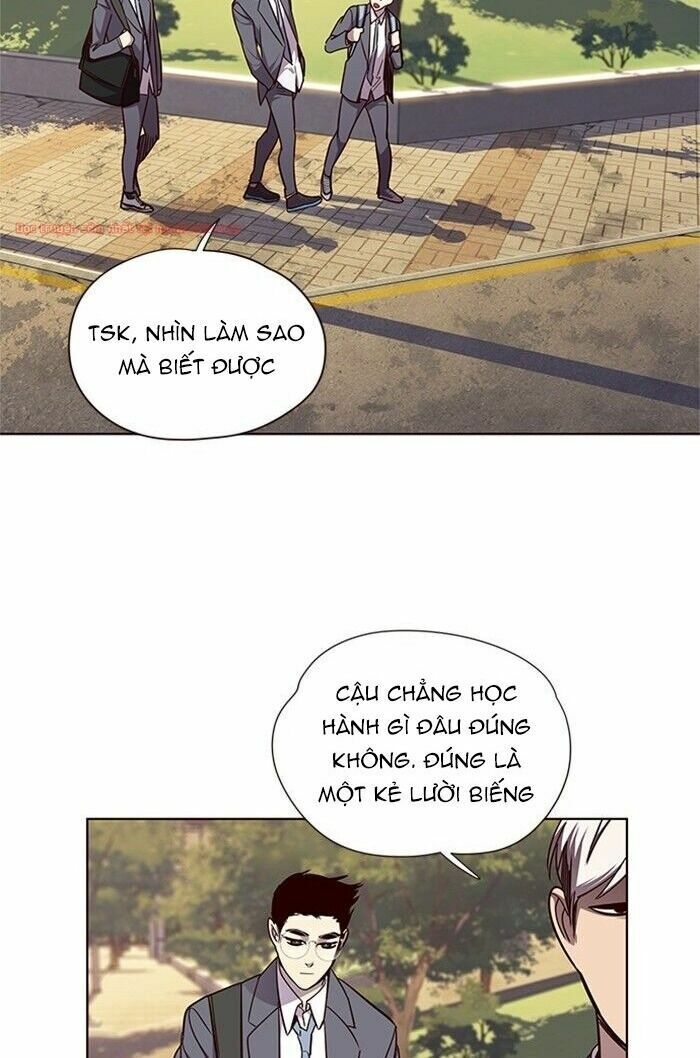 TSK, NHÌN LÀM SAO
MÀ BIẾT ĐƯỢC
CẬU CHẲNG HỌC
HÀNH GÌ ĐÂU ĐÚNG
KHÔNG. ĐÚNG LÀ
MỘT KẺ LƯỜI BIẾNG